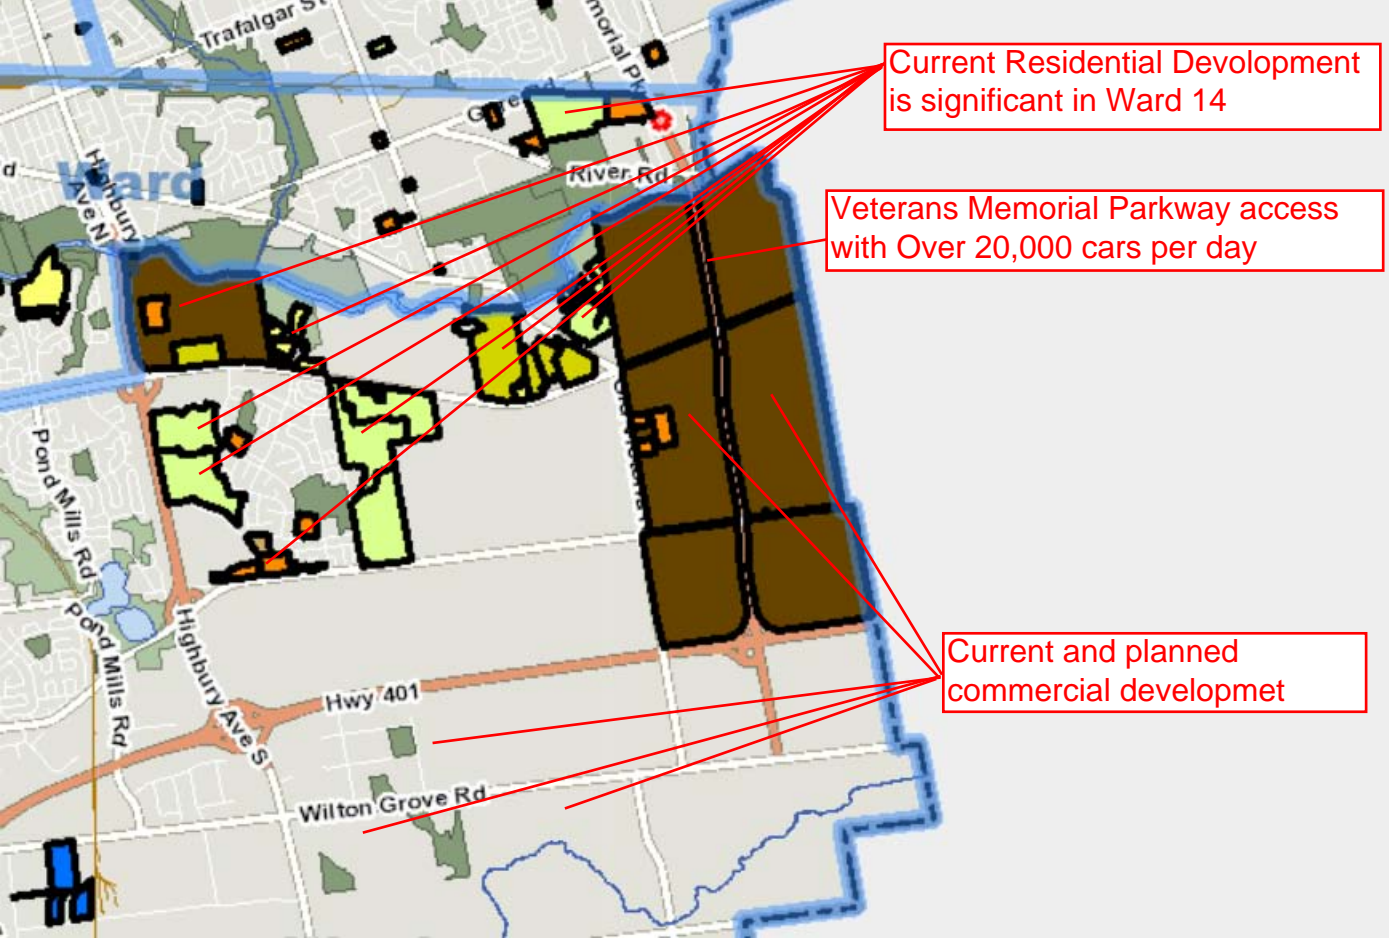 Trafalgar St
Current Residential Devolopment
is significant in Ward 14
River Rd
Ward
Highbury
Ave N
Veterans Memorial Parkway access
with Over 20,000 cars per day
Pond Mills Rd
Pond Mills Rd
Highbury Ave S
Hwy 401
Current and planned
commercial developmet
Wilton Grove Rd